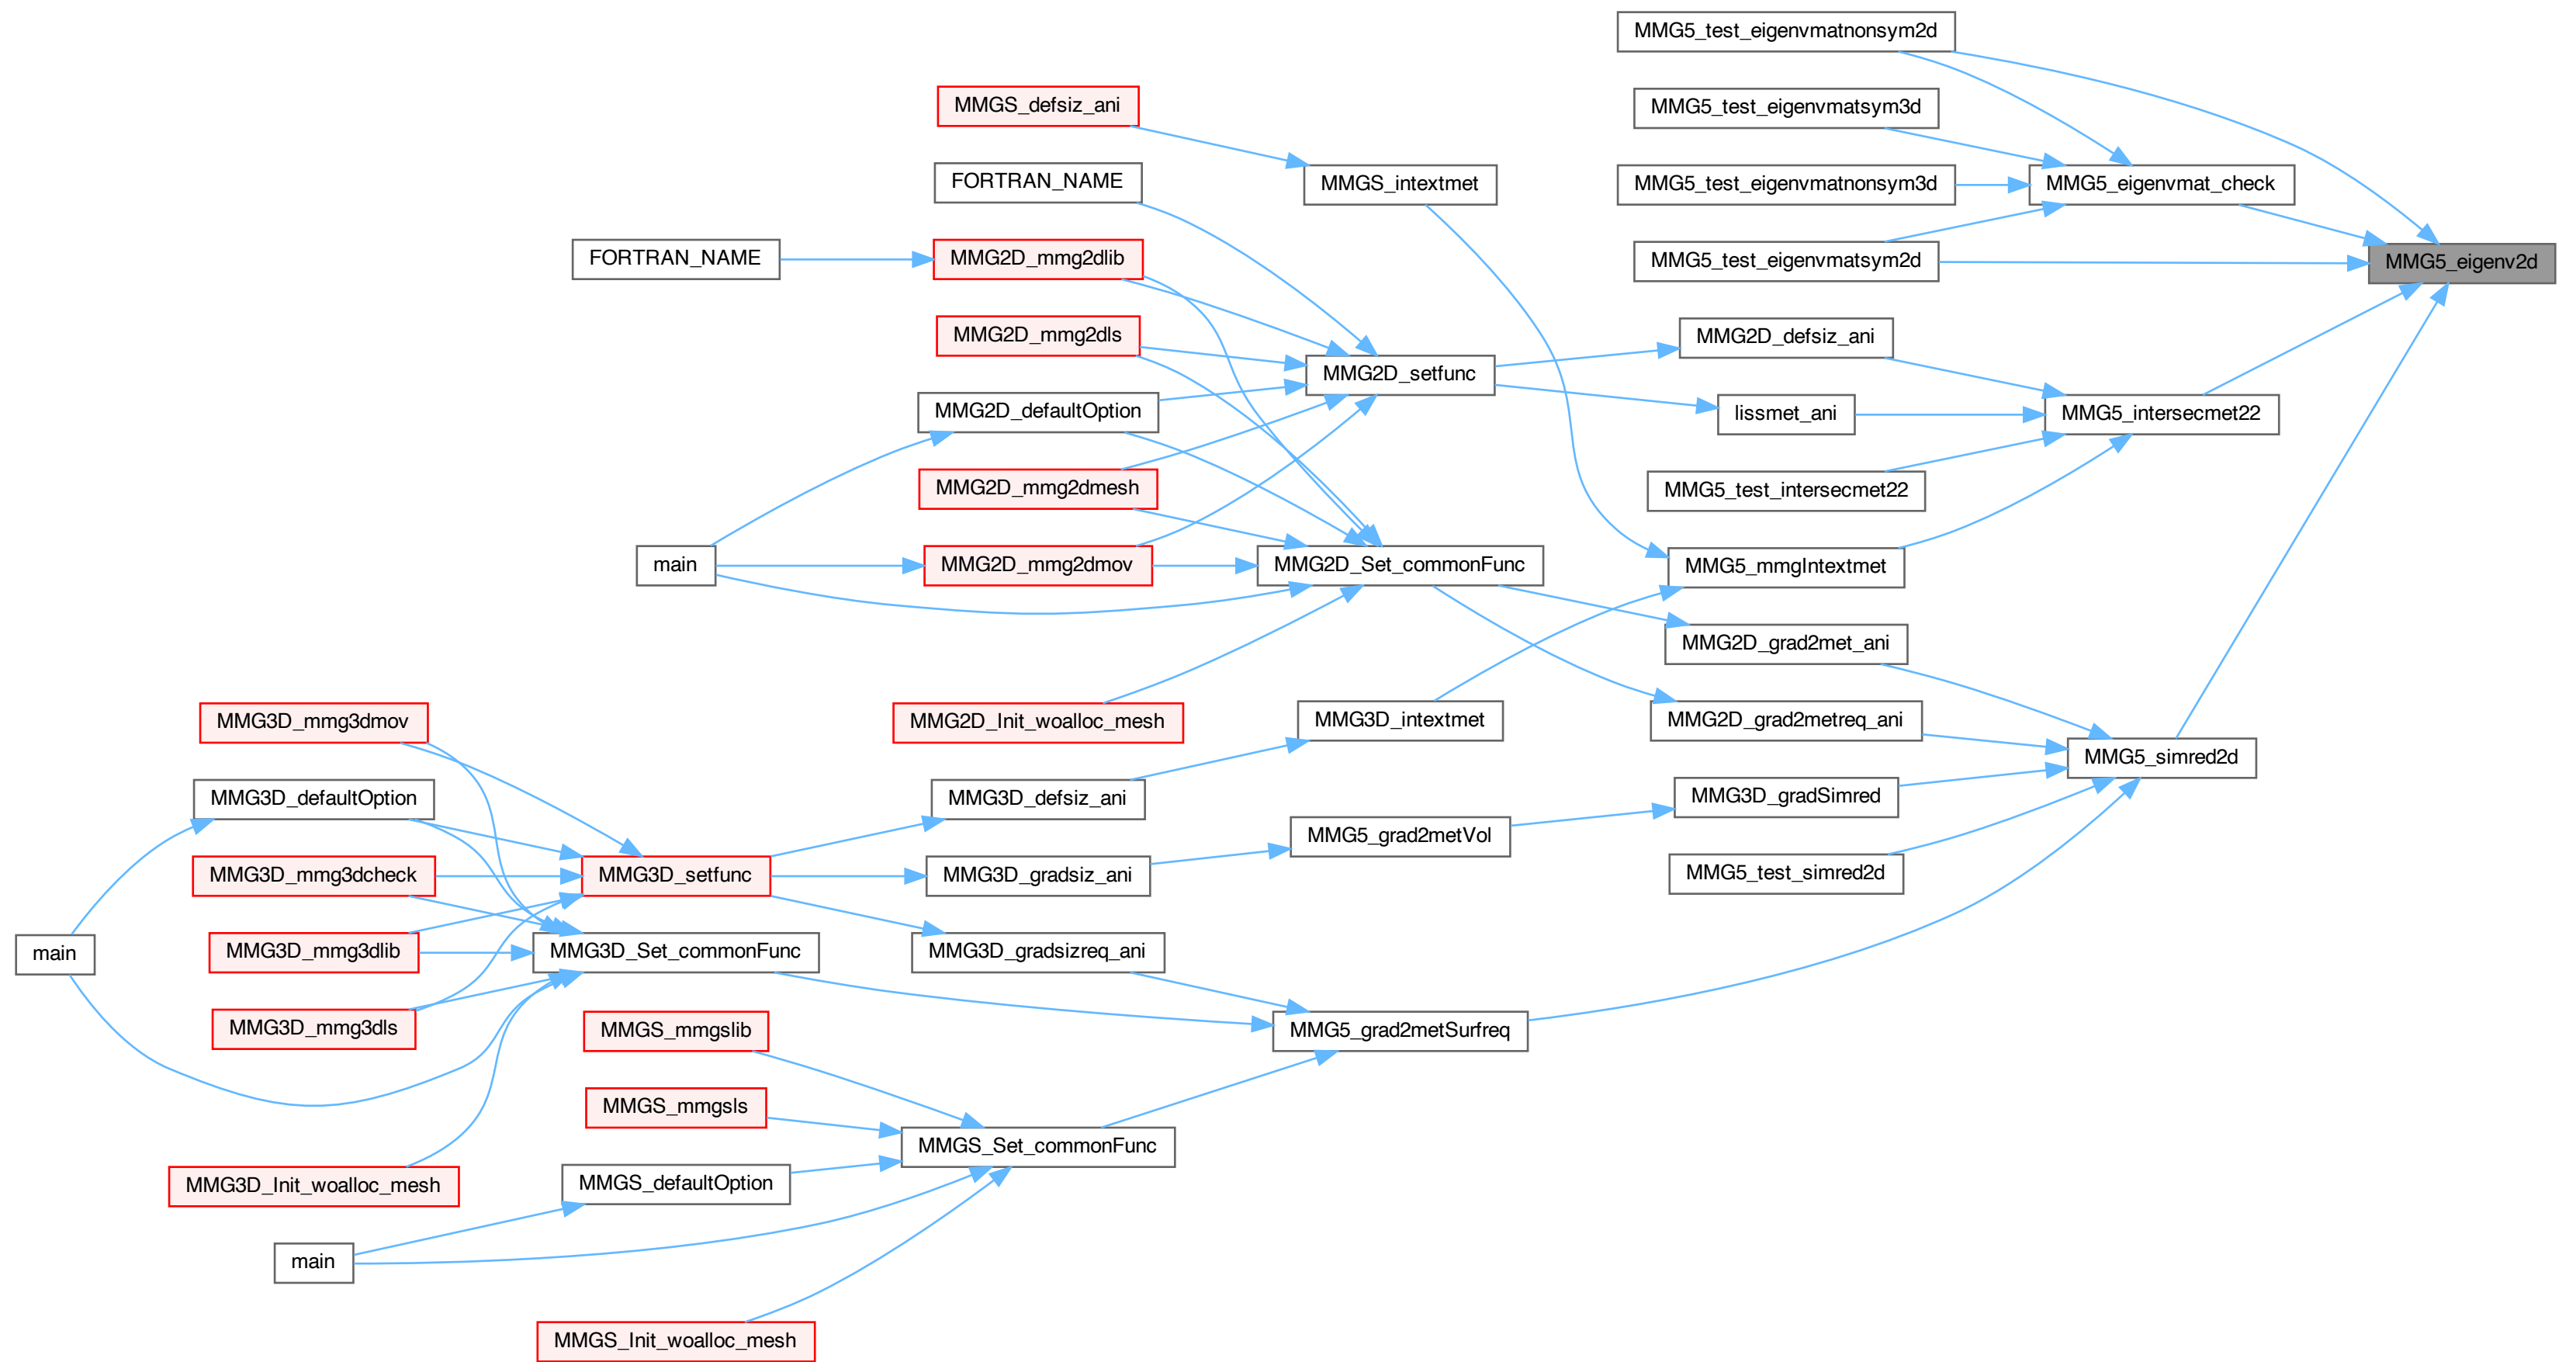 MMG5_test_eigenvmatnonsym2d
MMGS_defsiz_ani
MMG5_test_eigenvmatsym3d
FORTRAN_NAME
MMGS_intextmet
MMG5_test_eigenvmatnonsym3d
MMG5_eigenvmat_check
FORTRAN_NAME
MMG2D_mmg2dlib
MMG5_test_eigenvmatsym2d
MMG5_eigenv2d
MMG2D_mmg2dls
MMG2D_defsiz_ani
MMG2D_setfunc
MMG2D_defaultOption
lissmet_ani
MMG5_intersecmet22
MMG2D_mmg2dmesh
MMG5_test_intersecmet22
main
MMG2D_mmg2dmov
MMG2D_Set_commonFunc
MMG5_mmgIntextmet
MMG2D_grad2met_ani
MMG3D_mmg3dmov
MMG2D_Init_woalloc_mesh
MMG3D_intextmet
MMG2D_grad2metreq_ani
MMG5_simred2d
MMG3D_defaultOption
MMG3D_defsiz_ani
MMG3D_gradSimred
MMG5_grad2metVol
MMG3D_mmg3dcheck
MMG3D_setfunc
MMG3D_gradsiz_ani
MMG5_test_simred2d
main
MMG3D_mmg3dlib
MMG3D_Set_commonFunc
MMG3D_gradsizreq_ani
MMG3D_mmg3dls
MMGS_mmgslib
MMG5_grad2metSurfreq
MMGS_mmgsls
MMGS_Set_commonFunc
MMG3D_Init_woalloc_mesh
MMGS_defaultOption
main
MMGS_Init_woalloc_mesh